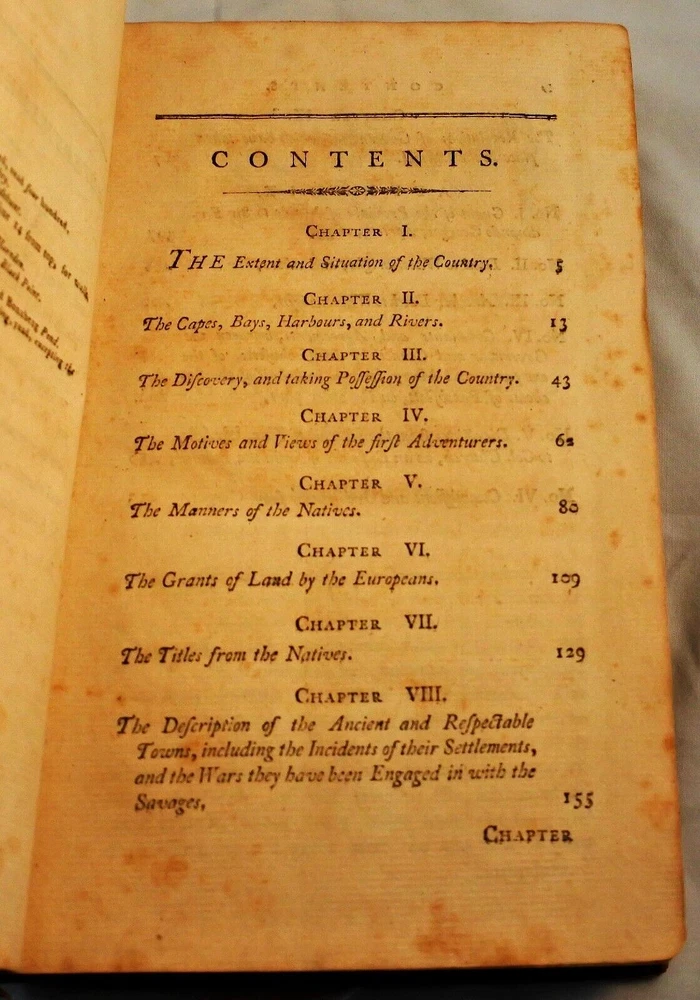 CONTENTS.
CHAPTER I.
THE Extent and Situation of the Country. 5
CHAPTER II.
The Capes, Bays, Harbours, and Rivers. 13
CHAPTER III.
The Diſcovery, and taking Poſſeſſion of the Country. 43
CHAPTER IV.
The Motives and Views of the firſt Adventurers. 62
CHAPTER V.
The Manners of the Natives. 80
CHAPTER VI.
The Grants of Land by the Europeans. 109
CHAPTER VII.
The Titles from the Natives. 129
CHAPTER VIII.
The Deſcription of the Ancient and Reſpectable
Towns, including the Incidents of their Settlements,
and the Wars they have been Engaged in with the
Savages, 155
CHAPTER